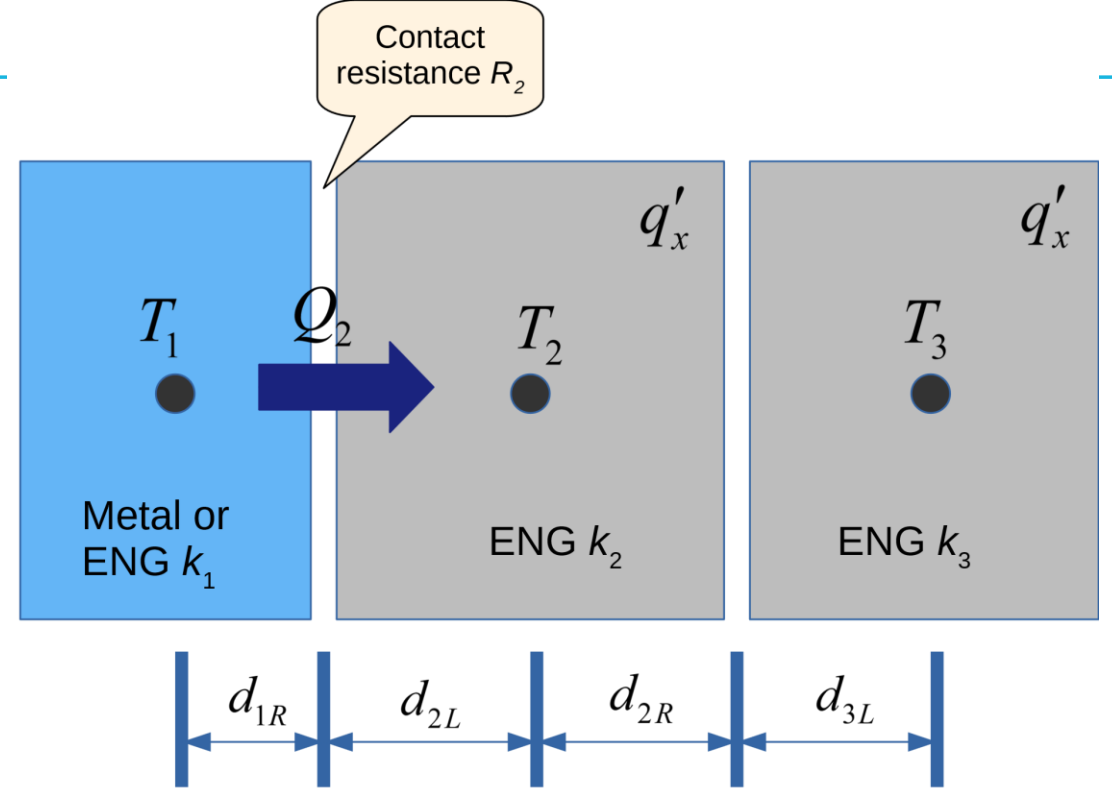 Contact
resistance R₂
q′ₓ
q′ₓ
T₁
Q₂
T₂
T₃
Metal or
ENG k₁
ENG k₂
ENG k₃
d₁R
d₂L
d₂R
d₃L